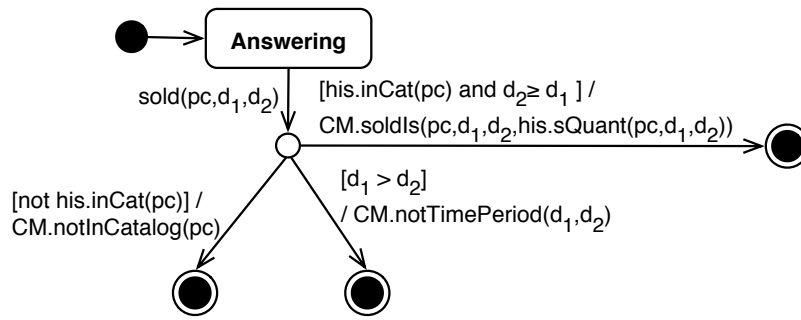 Answering
sold(pc,d₁,d₂)
[his.inCat(pc) and d₂≥ d₁ ] /
CM.soldIs(pc,d₁,d₂,his.sQuant(pc,d₁,d₂))
[not his.inCat(pc)] /
CM.notInCatalog(pc)
[d₁ > d₂]
/ CM.notTimePeriod(d₁,d₂)